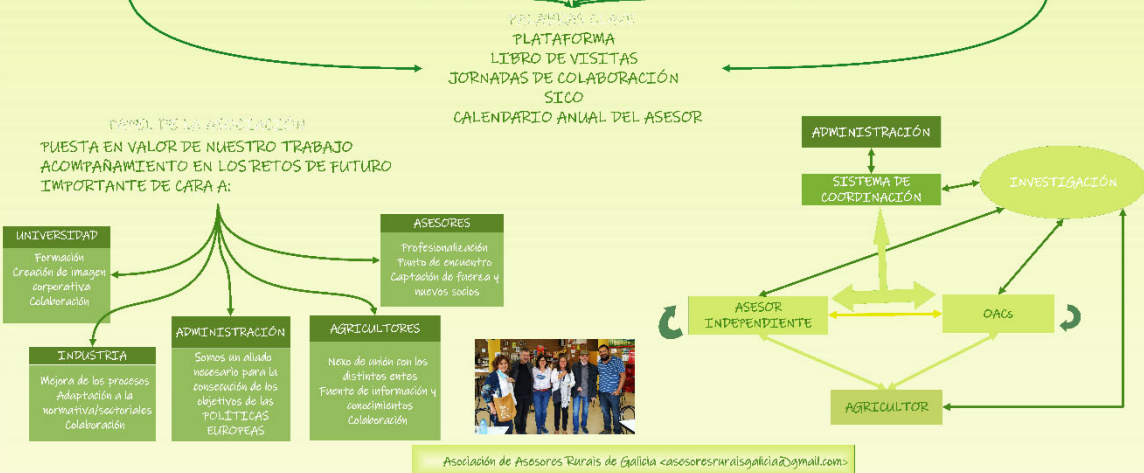 PLATAFORMA
LIBRO DE VISITAS
JORNADAS DE COLABORACIÓN
SICO
CALENDARIO ANUAL DEL ASESOR
PAPEL DE LA ASOCIACIÓN
PUESTA EN VALOR DE NUESTRO TRABAJO
ACOMPAÑAMIENTO EN LOS RETOS DE FUTURO
IMPORTANTE DE CARA A:
UNIVERSIDAD
Formación
Creación de imagen
corporativa
Colaboración
ASESORES
Profesionalización
Punto de encuentro
Captación de fuerza y
nuevos socios
INDUSTRIA
Mejora de los procesos
Adaptación a la
normativa/sectoriales
Colaboración
ADMINISTRACIÓN
Somos un aliado
necesario para la
consecución de los
objetivos de las
POLÍTICAS
EUROPEAS
AGRICULTORES
Nexo de unión con los
distintos entes
Fuente de información y
conocimientos
Colaboración
ADMINISTRACIÓN
SISTEMA DE
COORDINACIÓN
INVESTIGACIÓN
ASESOR
INDEPENDIENTE
OACs
AGRICULTOR
Asociación de Asesores Rurais de Galicia <asesoresruraisgalicia@gmail.com>